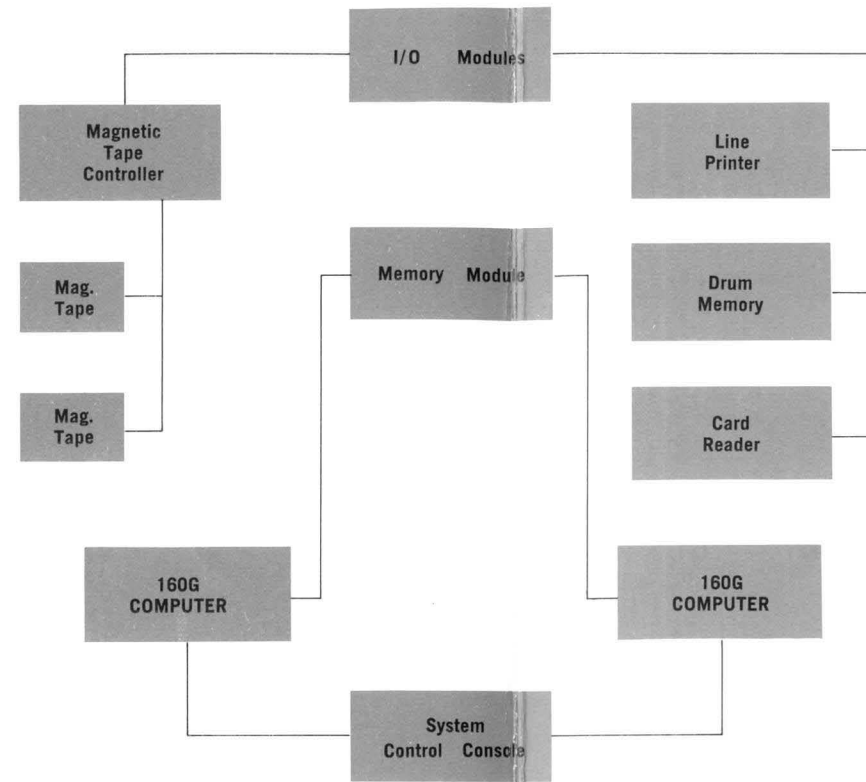 I/O Modules
Magnetic
Tape
Controller
Line
Printer
Memory Module
Mag.
Tape
Drum
Memory
Mag.
Tape
Card
Reader
160G
COMPUTER
160G
COMPUTER
System
Control Console